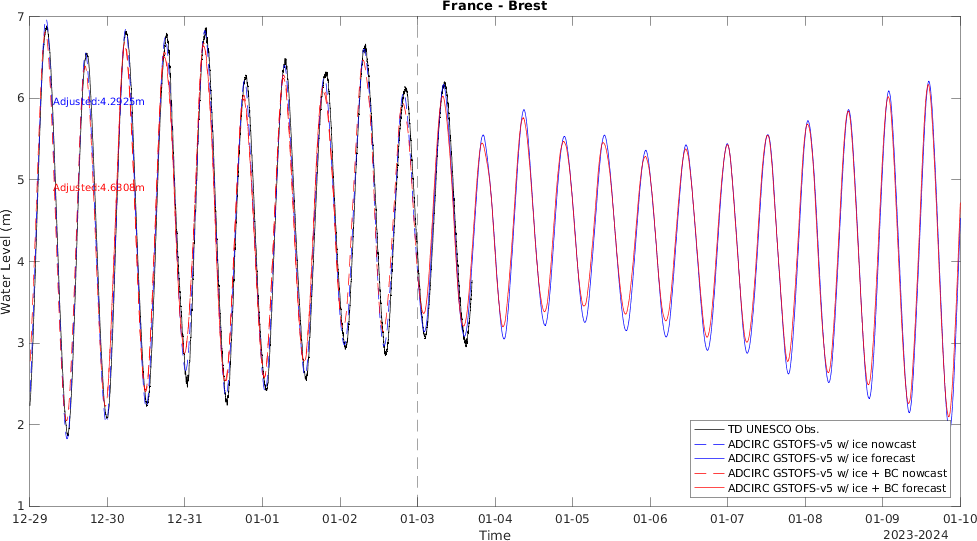 France - Brest
Water Level (m)
7
6
5
4
3
2
1
Adjusted:4.2925m
Adjusted:4.6308m
TD UNESCO Obs.
ADCIRC GSTOFS-v5 w/ ice nowcast
ADCIRC GSTOFS-v5 w/ ice forecast
ADCIRC GSTOFS-v5 w/ ice + BC nowcast
ADCIRC GSTOFS-v5 w/ ice + BC forecast
12-29 12-30 12-31 01-01 01-02 01-03 01-04 01-05 01-06 01-07 01-08 01-09 01-10
Time
2023-2024